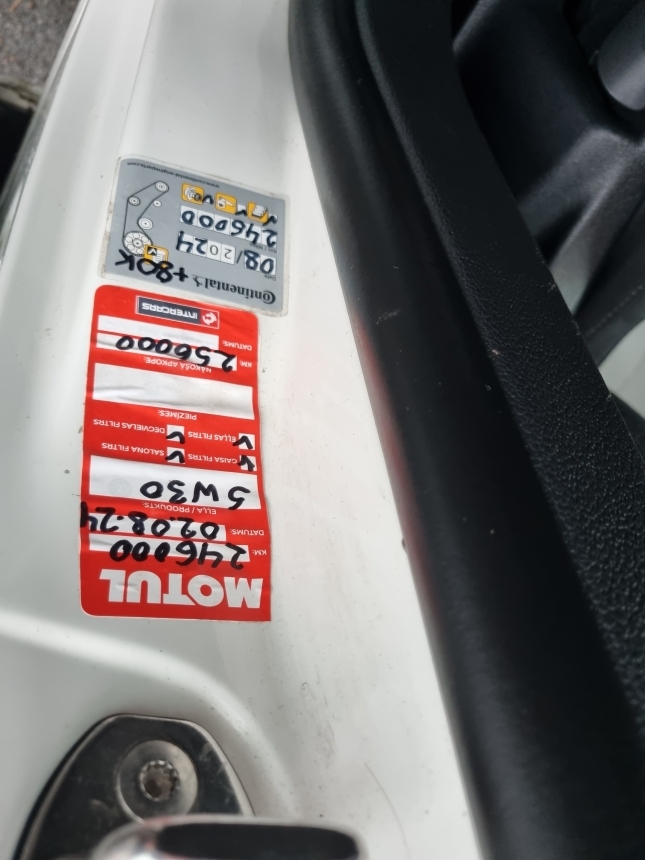 MOTUL
KM: 246000
DATUMS: 02.08.24
EĻĻA / PRODUKTS:
5W30
GAISA FILTRS V SALONA FILTRS V
EĻĻAS FILTRS V DEGVIELAS FILTRS V
PIEZĪMES:
NĀKOŠĀ APKOPE:
KM: 256000
DATUMS:
INTERCARS
Continental
+80K
Date
08/2024
246000